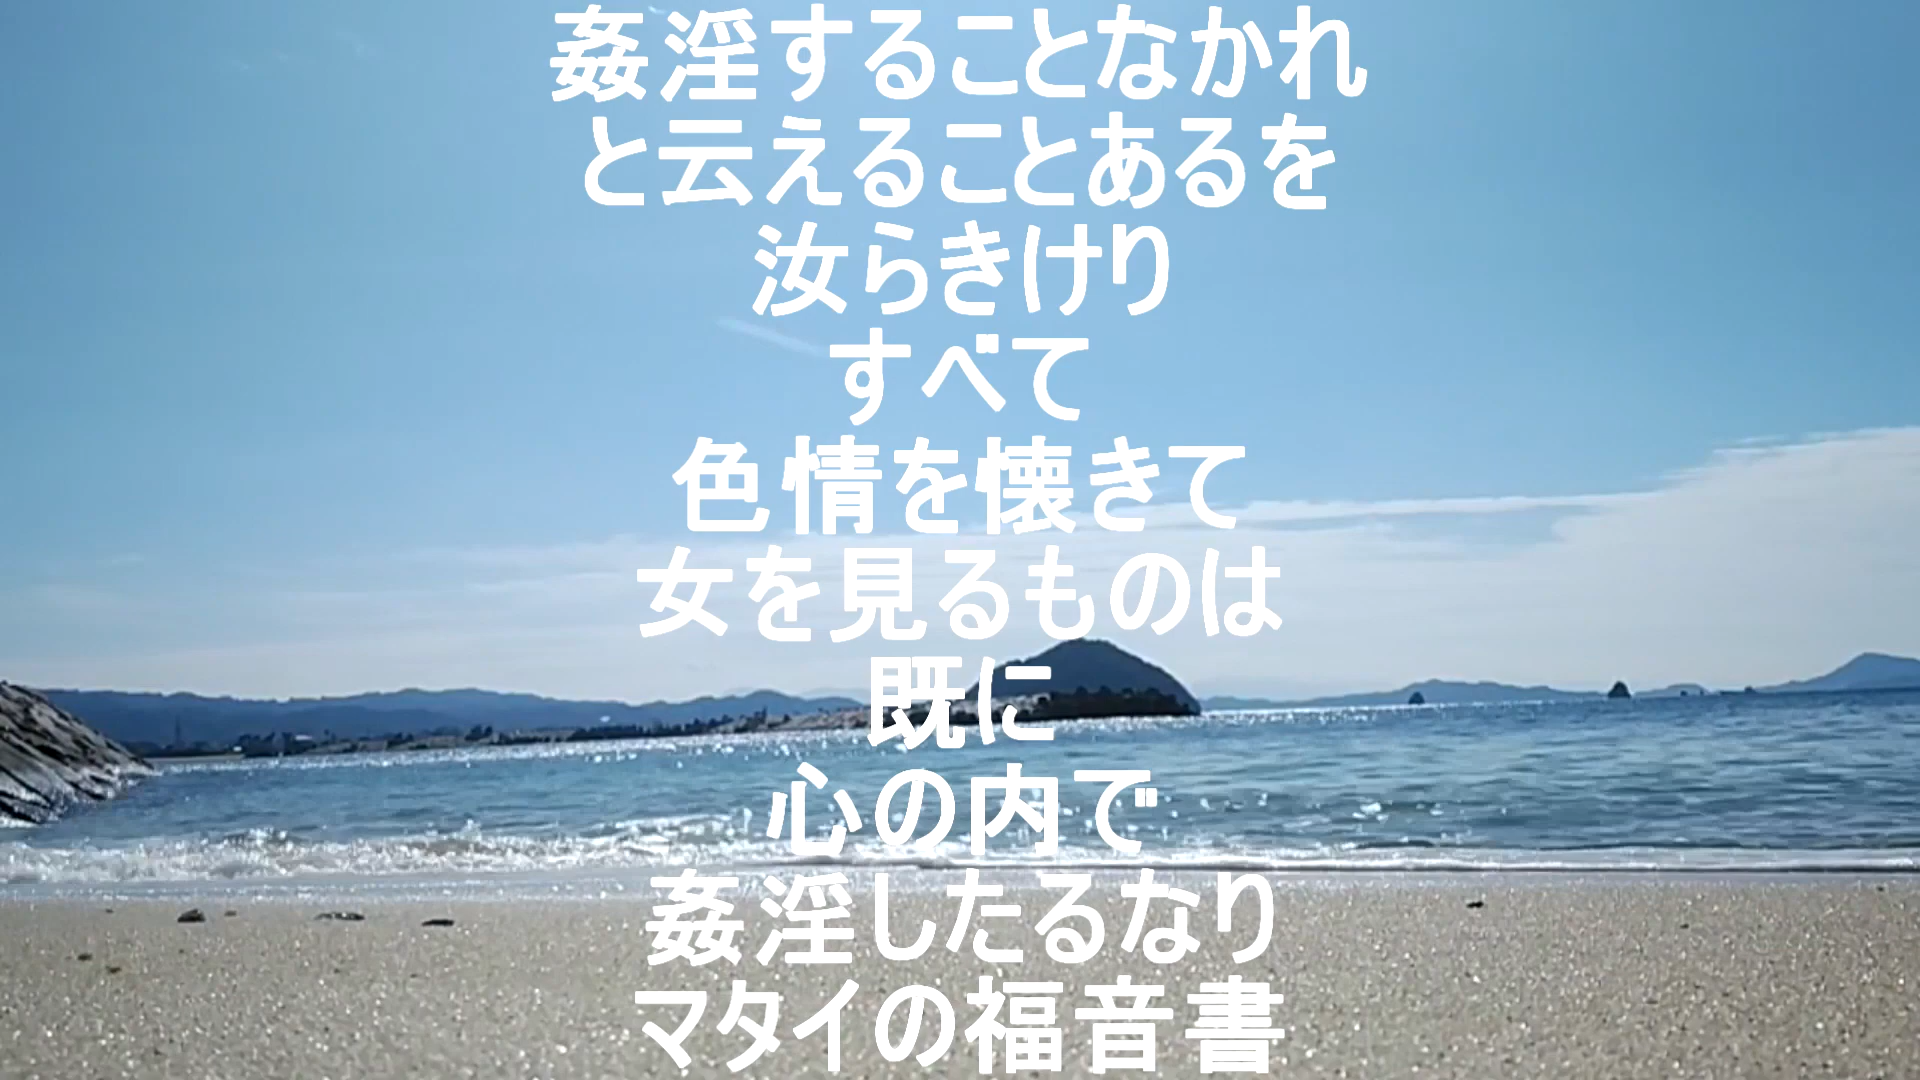 姦淫することなかれ
と云えることあるを
汝らきけり
すべて
色情を懐きて
女を見るものは
既に
心の内で
姦淫したるなり
マタイの福音書